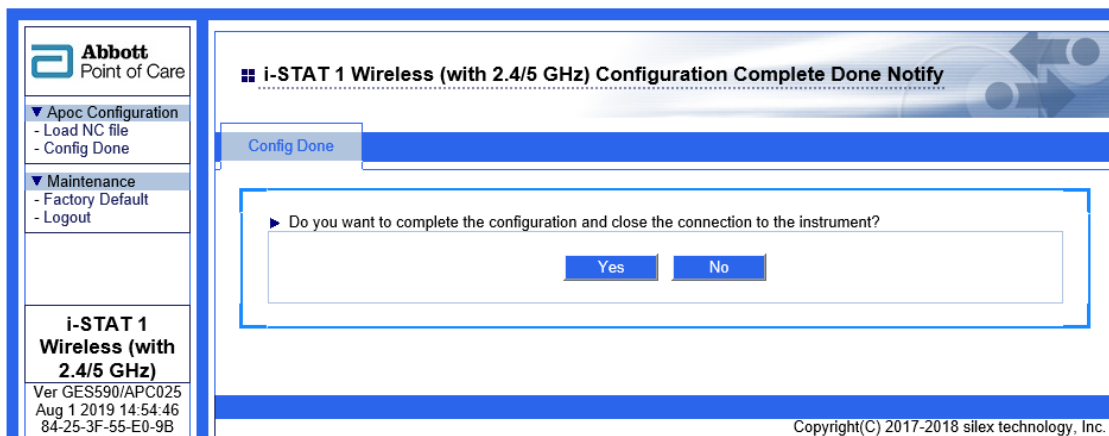 Abbott
Point of Care
▼ Apoc Configuration
- Load NC file
- Config Done
▼ Maintenance
- Factory Default
- Logout
i-STAT 1
Wireless (with
2.4/5 GHz)
Ver GES590/APC025
Aug 1 2019 14:54:46
84-25-3F-55-E0-9B
i-STAT 1 Wireless (with 2.4/5 GHz) Configuration Complete Done Notify
Config Done
Do you want to complete the configuration and close the connection to the instrument?
Yes No
Copyright(C) 2017-2018 silex technology, Inc.